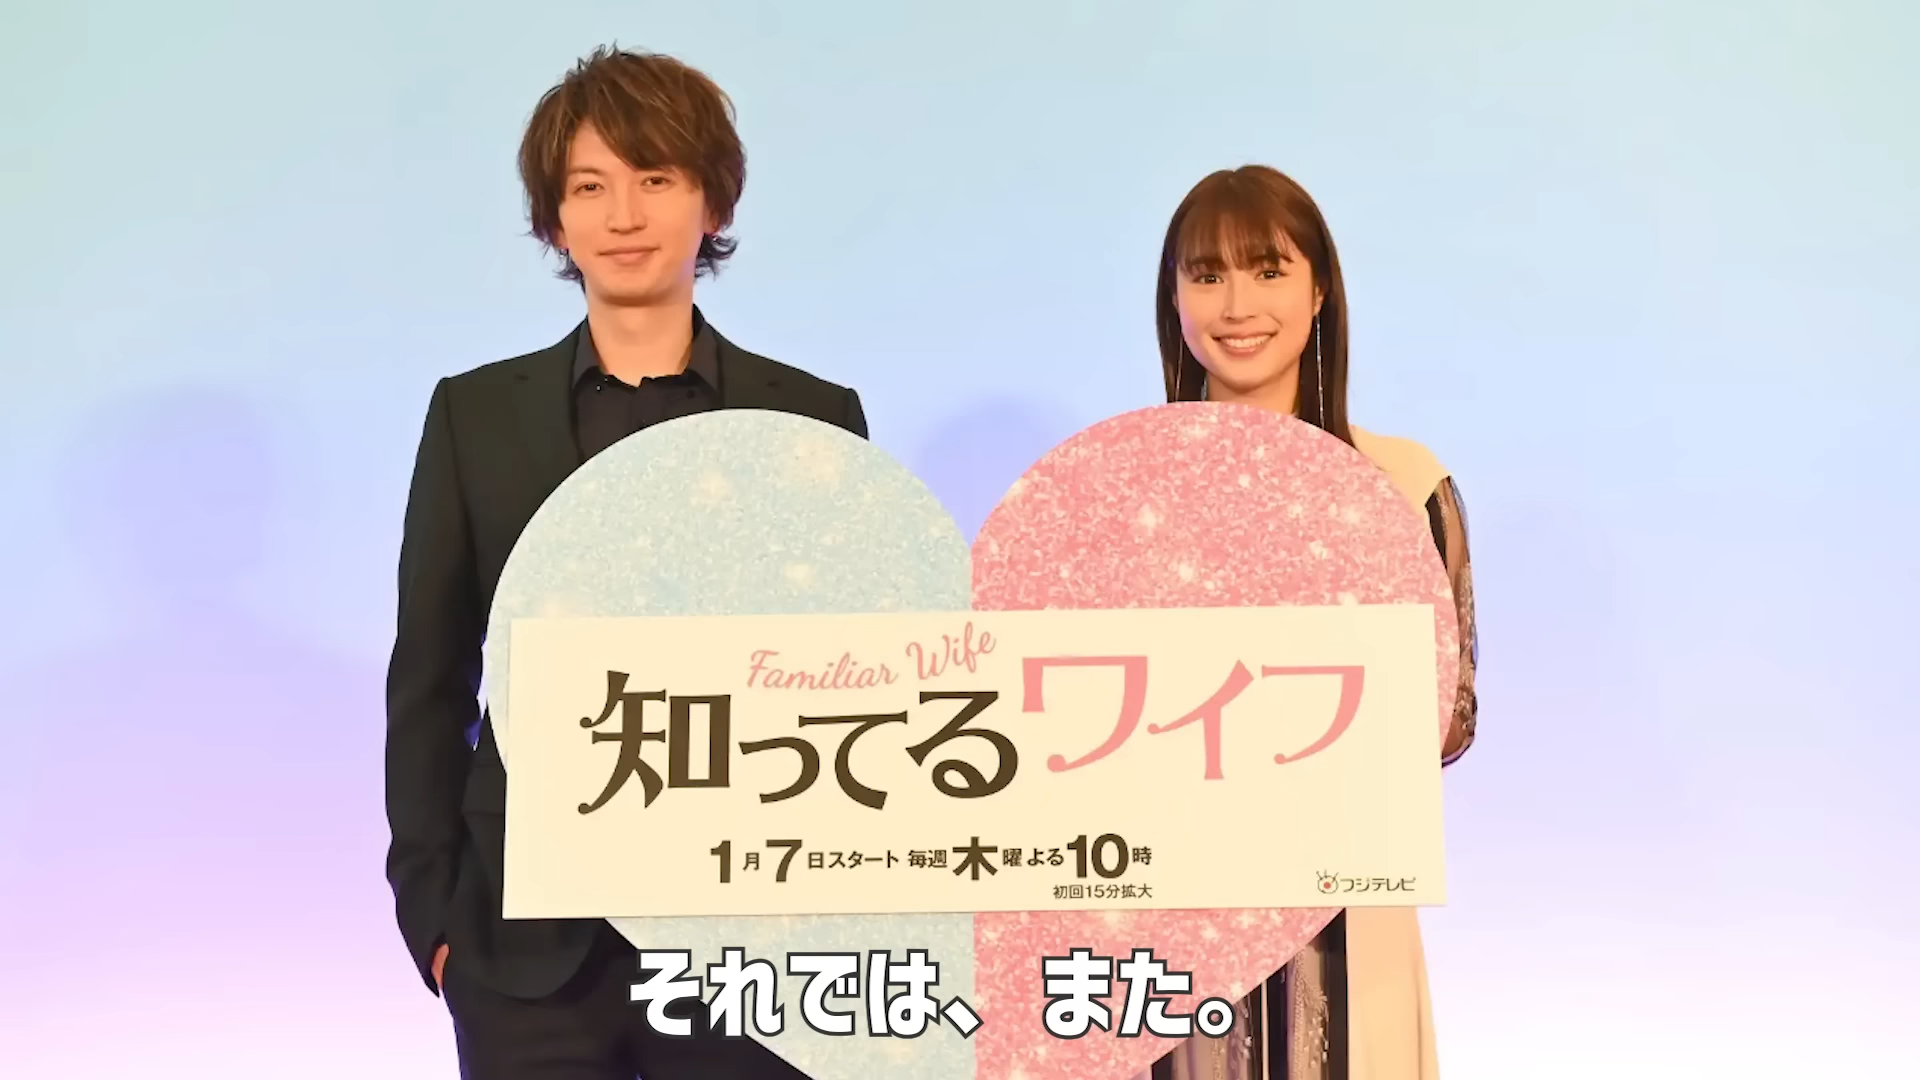 Familiar Wife
知ってるワイフ
1月7日スタート 毎週木曜よる10時
初回15分拡大
フジテレビ
それでは、また。